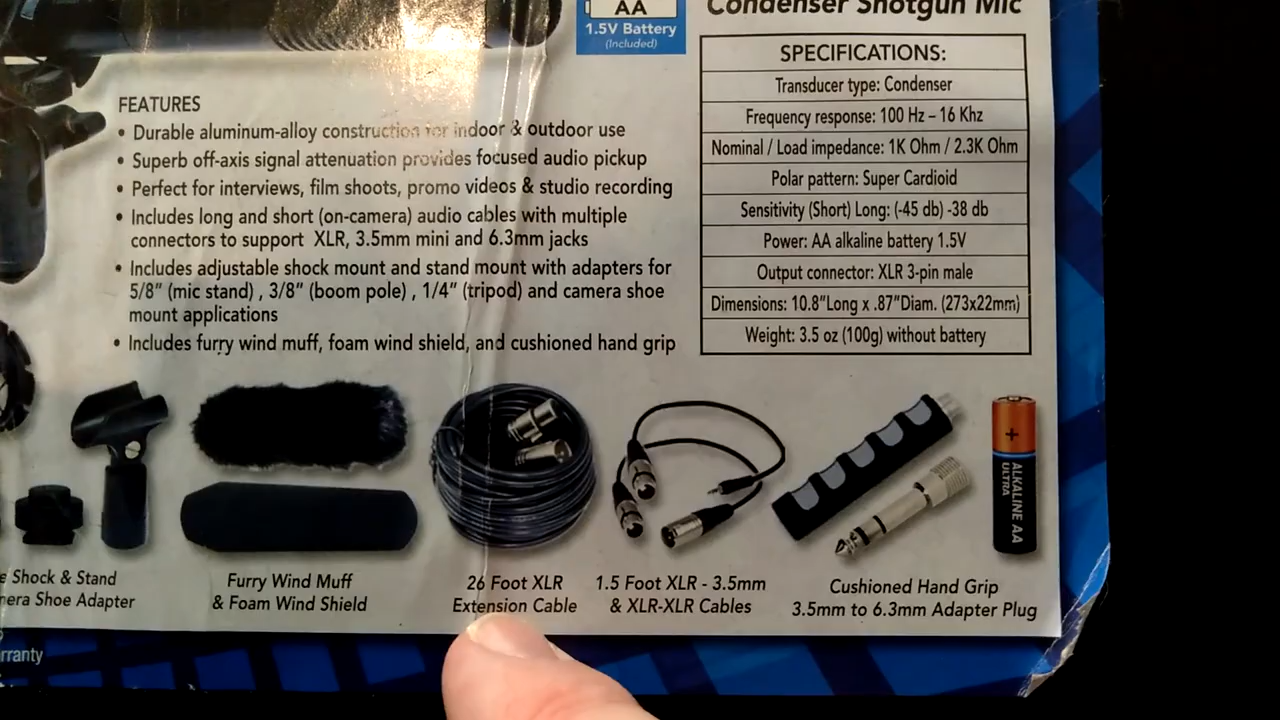 AA
1.5V Battery
(Included)
Condenser Shotgun Mic
FEATURES
• Durable aluminum-alloy construction for indoor & outdoor use
• Superb off-axis signal attenuation provides focused audio pickup
• Perfect for interviews, film shoots, promo videos & studio recording
• Includes long and short (on-camera) audio cables with multiple
connectors to support XLR, 3.5mm mini and 6.3mm jacks
• Includes adjustable shock mount and stand mount with adapters for
5/8" (mic stand) , 3/8" (boom pole) , 1/4" (tripod) and camera shoe
mount applications
• Includes furry wind muff, foam wind shield, and cushioned hand grip
SPECIFICATIONS:
Transducer type: Condenser
Frequency response: 100 Hz – 16 Khz
Nominal / Load impedance: 1K Ohm / 2.3K Ohm
Polar pattern: Super Cardioid
Sensitivity (Short) Long: (-45 db) -38 db
Power: AA alkaline battery 1.5V
Output connector: XLR 3-pin male
Dimensions: 10.8"Long x .87"Diam. (273x22mm)
Weight: 3.5 oz (100g) without battery
+
ALKALINE AA
ULTRA
Shock & Stand
Shoe Adapter
Furry Wind Muff
& Foam Wind Shield
26 Foot XLR
Extension Cable
1.5 Foot XLR - 3.5mm
& XLR-XLR Cables
Cushioned Hand Grip
3.5mm to 6.3mm Adapter Plug